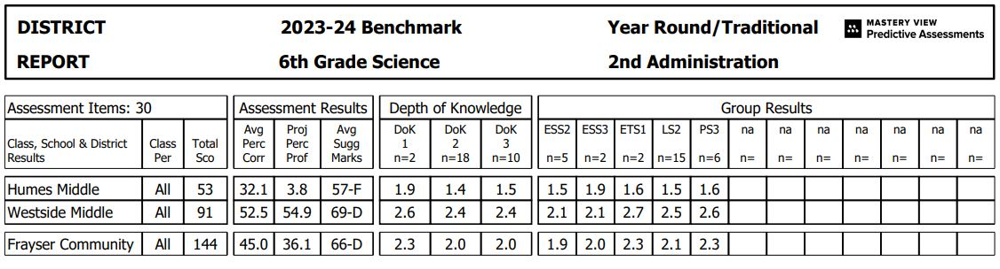 DISTRICT 2023-24 Benchmark Year Round/Traditional MASTERY VIEW
Predictive Assessments
REPORT 6th Grade Science 2nd Administration
Assessment Items: 30 Assessment Results Depth of Knowledge Group Results
Class, School & District Results Class Per Total Sco Avg Perc Corr Proj Perc Prof Avg Sugg Marks DoK 1 n=2 DoK 2 n=18 DoK 3 n=10 ESS2 n=5 ESS3 n=2 ETS1 n=2 LS2 n=15 PS3 n=6 na n= na n= na n= na n= na n= na n= na n=
Humes Middle All 53 32.1 3.8 57-F 1.9 1.4 1.5 1.5 1.9 1.6 1.5 1.6
Westside Middle All 91 52.5 54.9 69-D 2.6 2.4 2.4 2.1 2.1 2.7 2.5 2.6
Frayser Community All 144 45.0 36.1 66-D 2.3 2.0 2.0 1.9 2.0 2.3 2.1 2.3